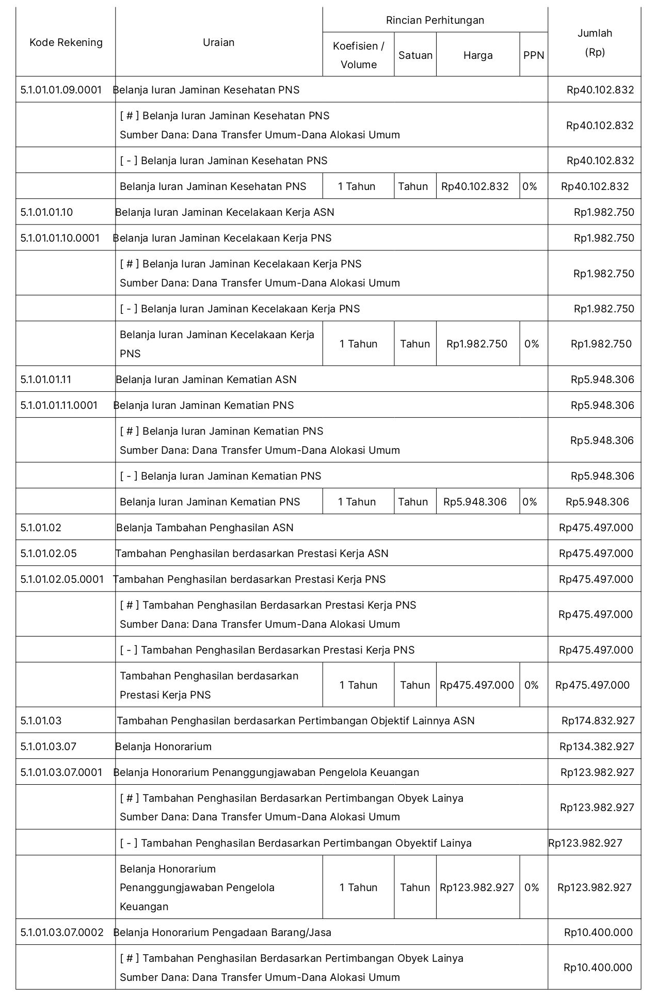 Kode Rekening Uraian Rincian Perhitungan Jumlah (Rp)
Koefisien / Volume Satuan Harga PPN
5.1.01.01.09.0001 Belanja Iuran Jaminan Kesehatan PNS Rp40.102.832
[ # ] Belanja Iuran Jaminan Kesehatan PNS
Sumber Dana: Dana Transfer Umum-Dana Alokasi Umum Rp40.102.832
[ - ] Belanja Iuran Jaminan Kesehatan PNS Rp40.102.832
Belanja Iuran Jaminan Kesehatan PNS 1 Tahun Tahun Rp40.102.832 0% Rp40.102.832
5.1.01.01.10 Belanja Iuran Jaminan Kecelakaan Kerja ASN Rp1.982.750
5.1.01.01.10.0001 Belanja Iuran Jaminan Kecelakaan Kerja PNS Rp1.982.750
[ # ] Belanja Iuran Jaminan Kecelakaan Kerja PNS
Sumber Dana: Dana Transfer Umum-Dana Alokasi Umum Rp1.982.750
[ - ] Belanja Iuran Jaminan Kecelakaan Kerja PNS Rp1.982.750
Belanja Iuran Jaminan Kecelakaan Kerja
PNS 1 Tahun Tahun Rp1.982.750 0% Rp1.982.750
5.1.01.01.11 Belanja Iuran Jaminan Kematian ASN Rp5.948.306
5.1.01.01.11.0001 Belanja Iuran Jaminan Kematian PNS Rp5.948.306
[ # ] Belanja Iuran Jaminan Kematian PNS
Sumber Dana: Dana Transfer Umum-Dana Alokasi Umum Rp5.948.306
[ - ] Belanja Iuran Jaminan Kematian PNS Rp5.948.306
Belanja Iuran Jaminan Kematian PNS 1 Tahun Tahun Rp5.948.306 0% Rp5.948.306
5.1.01.02 Belanja Tambahan Penghasilan ASN Rp475.497.000
5.1.01.02.05 Tambahan Penghasilan berdasarkan Prestasi Kerja ASN Rp475.497.000
5.1.01.02.05.0001 Tambahan Penghasilan berdasarkan Prestasi Kerja PNS Rp475.497.000
[ # ] Tambahan Penghasilan Berdasarkan Prestasi Kerja PNS
Sumber Dana: Dana Transfer Umum-Dana Alokasi Umum Rp475.497.000
[ - ] Tambahan Penghasilan Berdasarkan Prestasi Kerja PNS Rp475.497.000
Tambahan Penghasilan berdasarkan
Prestasi Kerja PNS 1 Tahun Tahun Rp475.497.000 0% Rp475.497.000
5.1.01.03 Tambahan Penghasilan berdasarkan Pertimbangan Objektif Lainnya ASN Rp174.832.927
5.1.01.03.07 Belanja Honorarium Rp134.382.927
5.1.01.03.07.0001 Belanja Honorarium Penanggungjawaban Pengelola Keuangan Rp123.982.927
[ # ] Tambahan Penghasilan Berdasarkan Pertimbangan Obyek Lainya
Sumber Dana: Dana Transfer Umum-Dana Alokasi Umum Rp123.982.927
[ - ] Tambahan Penghasilan Berdasarkan Pertimbangan Obyektif Lainya Rp123.982.927
Belanja Honorarium
Penanggungjawaban Pengelola
Keuangan 1 Tahun Tahun Rp123.982.927 0% Rp123.982.927
5.1.01.03.07.0002 Belanja Honorarium Pengadaan Barang/Jasa Rp10.400.000
[ # ] Tambahan Penghasilan Berdasarkan Pertimbangan Obyek Lainya
Sumber Dana: Dana Transfer Umum-Dana Alokasi Umum Rp10.400.000